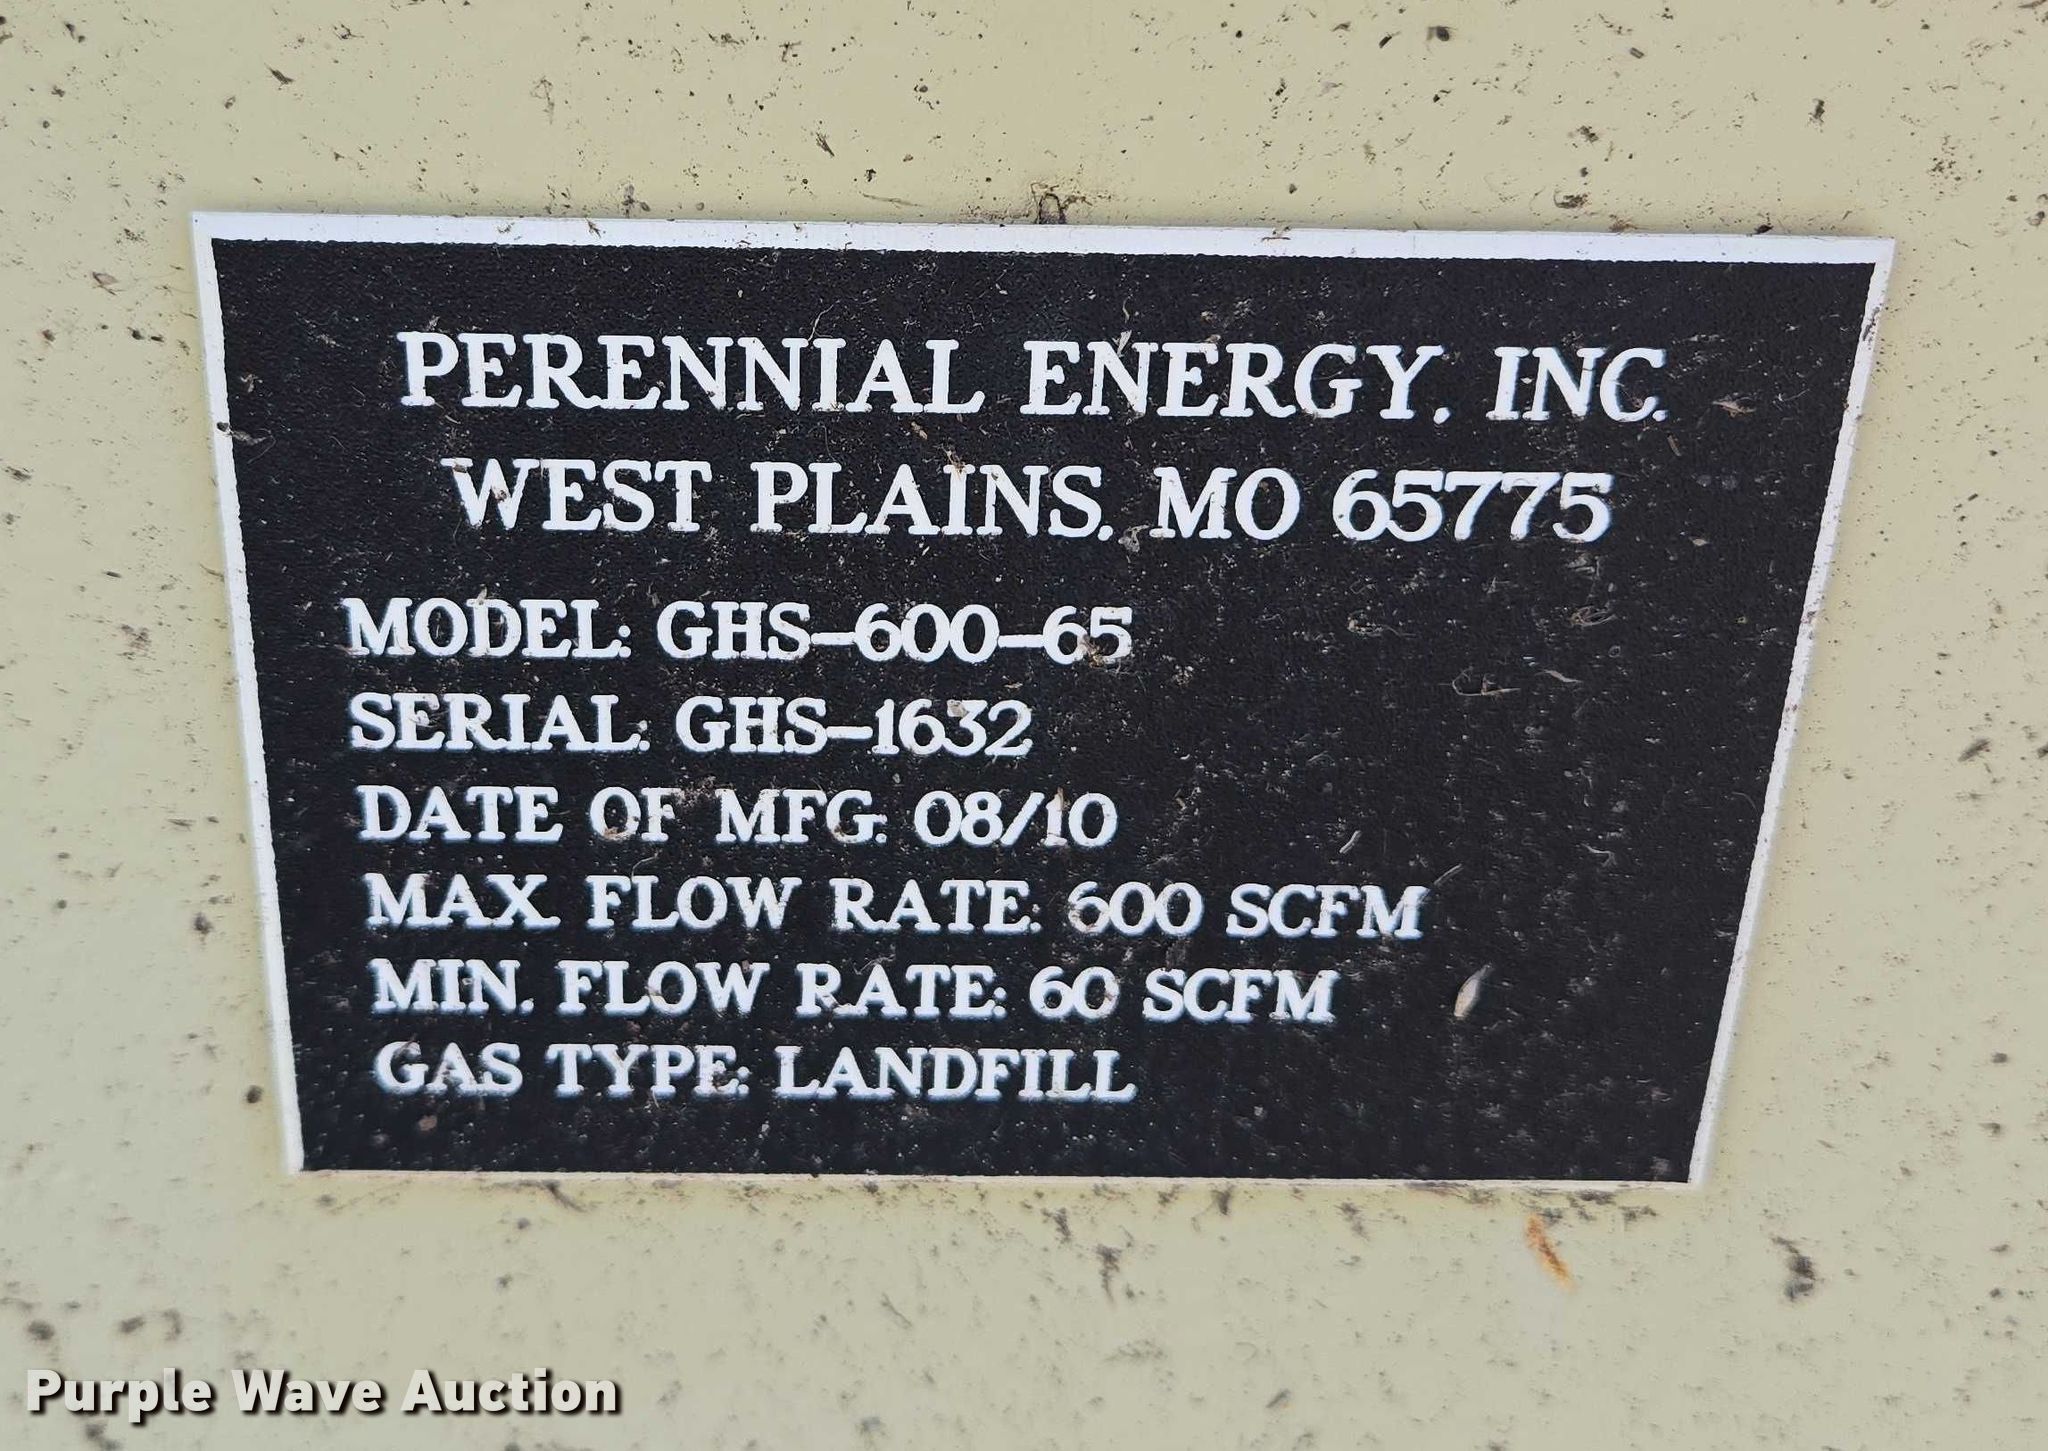 PERENNIAL ENERGY, INC.
WEST PLAINS, MO 65775
MODEL: GHS-600-65
SERIAL: GHS-1632
DATE OF MFG: 08/10
MAX. FLOW RATE: 600 SCFM
MIN. FLOW RATE: 60 SCFM
GAS TYPE: LANDFILL
Purple Wave Auction